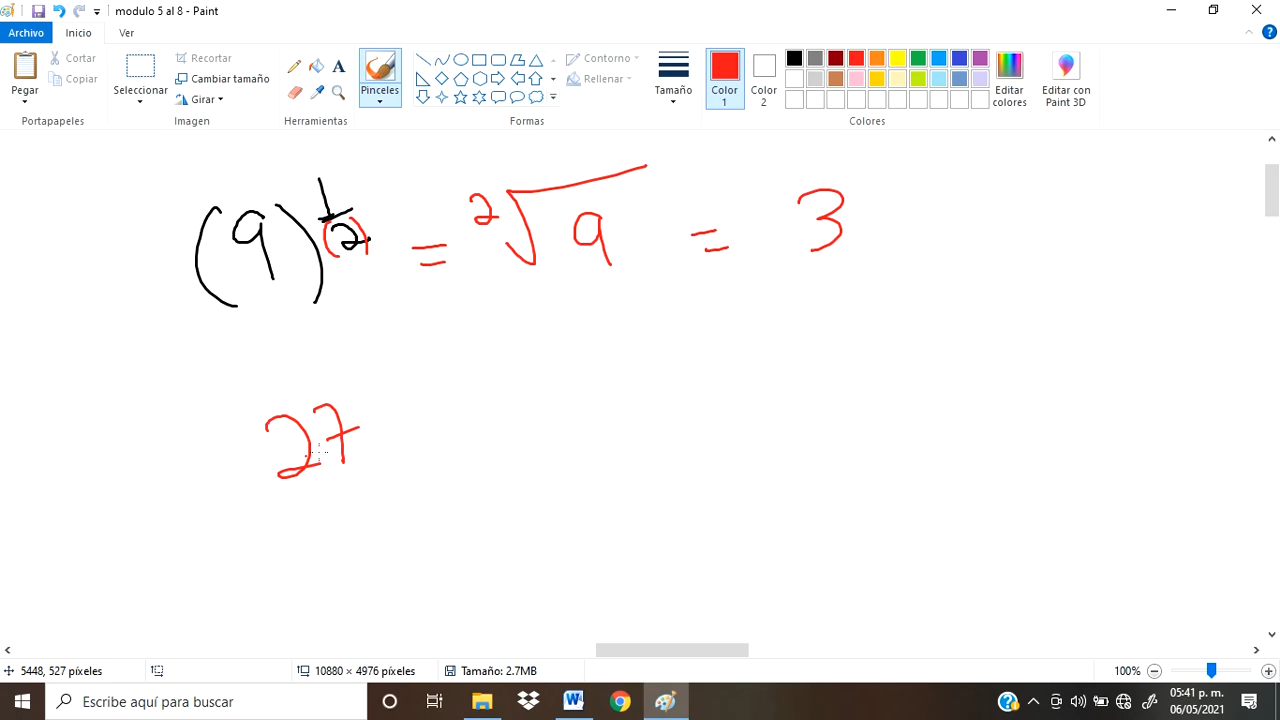 modulo 5 al 8 - Paint
Archivo Inicio Ver
Pegar Cortar Copiar Portapapeles
Seleccionar Recortar Cambiar tamaño Girar Imagen
A Herramientas
Pinceles
Contorno Rellenar Formas
Tamaño
Color 1 Color 2 Editar colores Editar con Paint 3D Colores
(9)^(1/(2)) = ²√9 = 3
27
5448, 527 píxeles 10880 × 4976 píxeles Tamaño: 2.7MB 100%
Escribe aquí para buscar
05:41 p. m.
06/05/2021